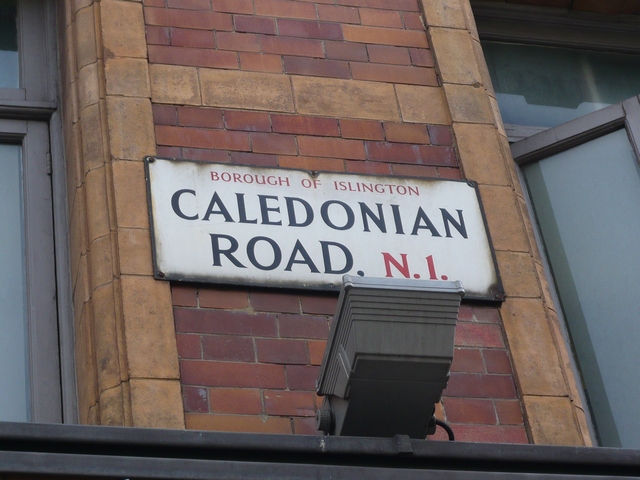 BOROUGH OF ISLINGTON
CALEDONIAN
ROAD, N.1.